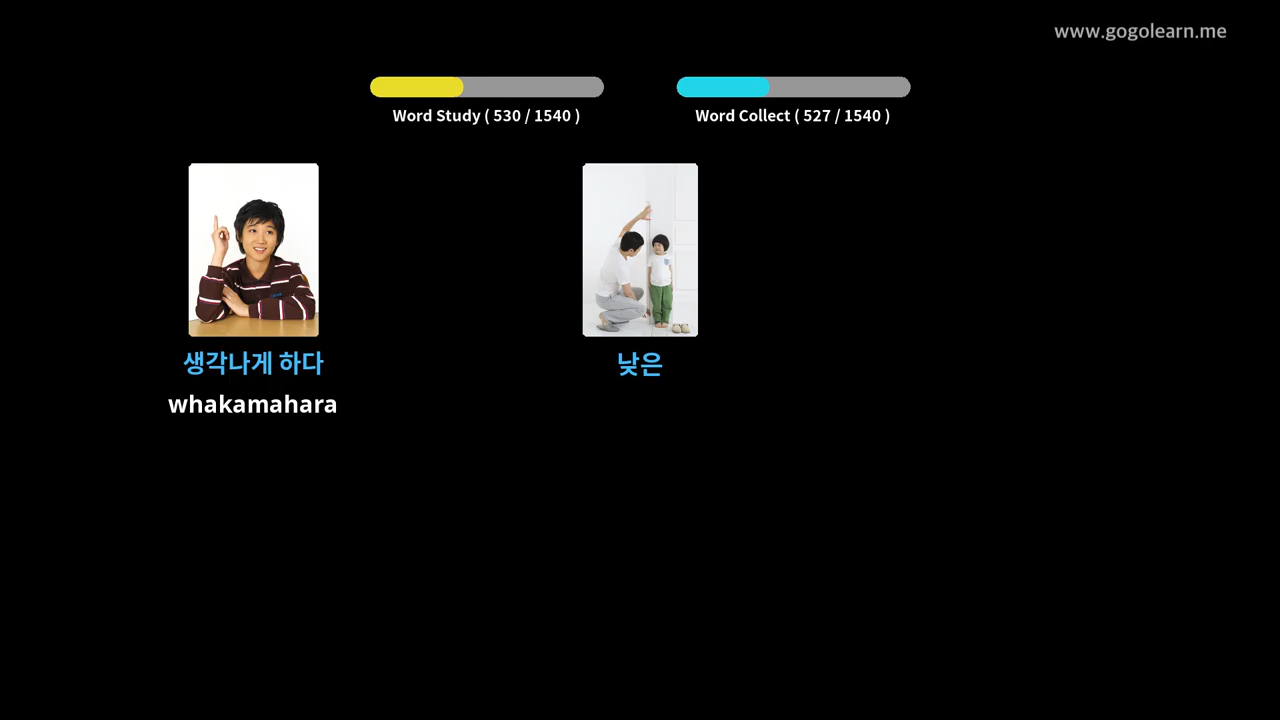 www.gogolearn.me
Word Study ( 530 / 1540 )
Word Collect ( 527 / 1540 )
생각나게 하다
낮은
whakamahara